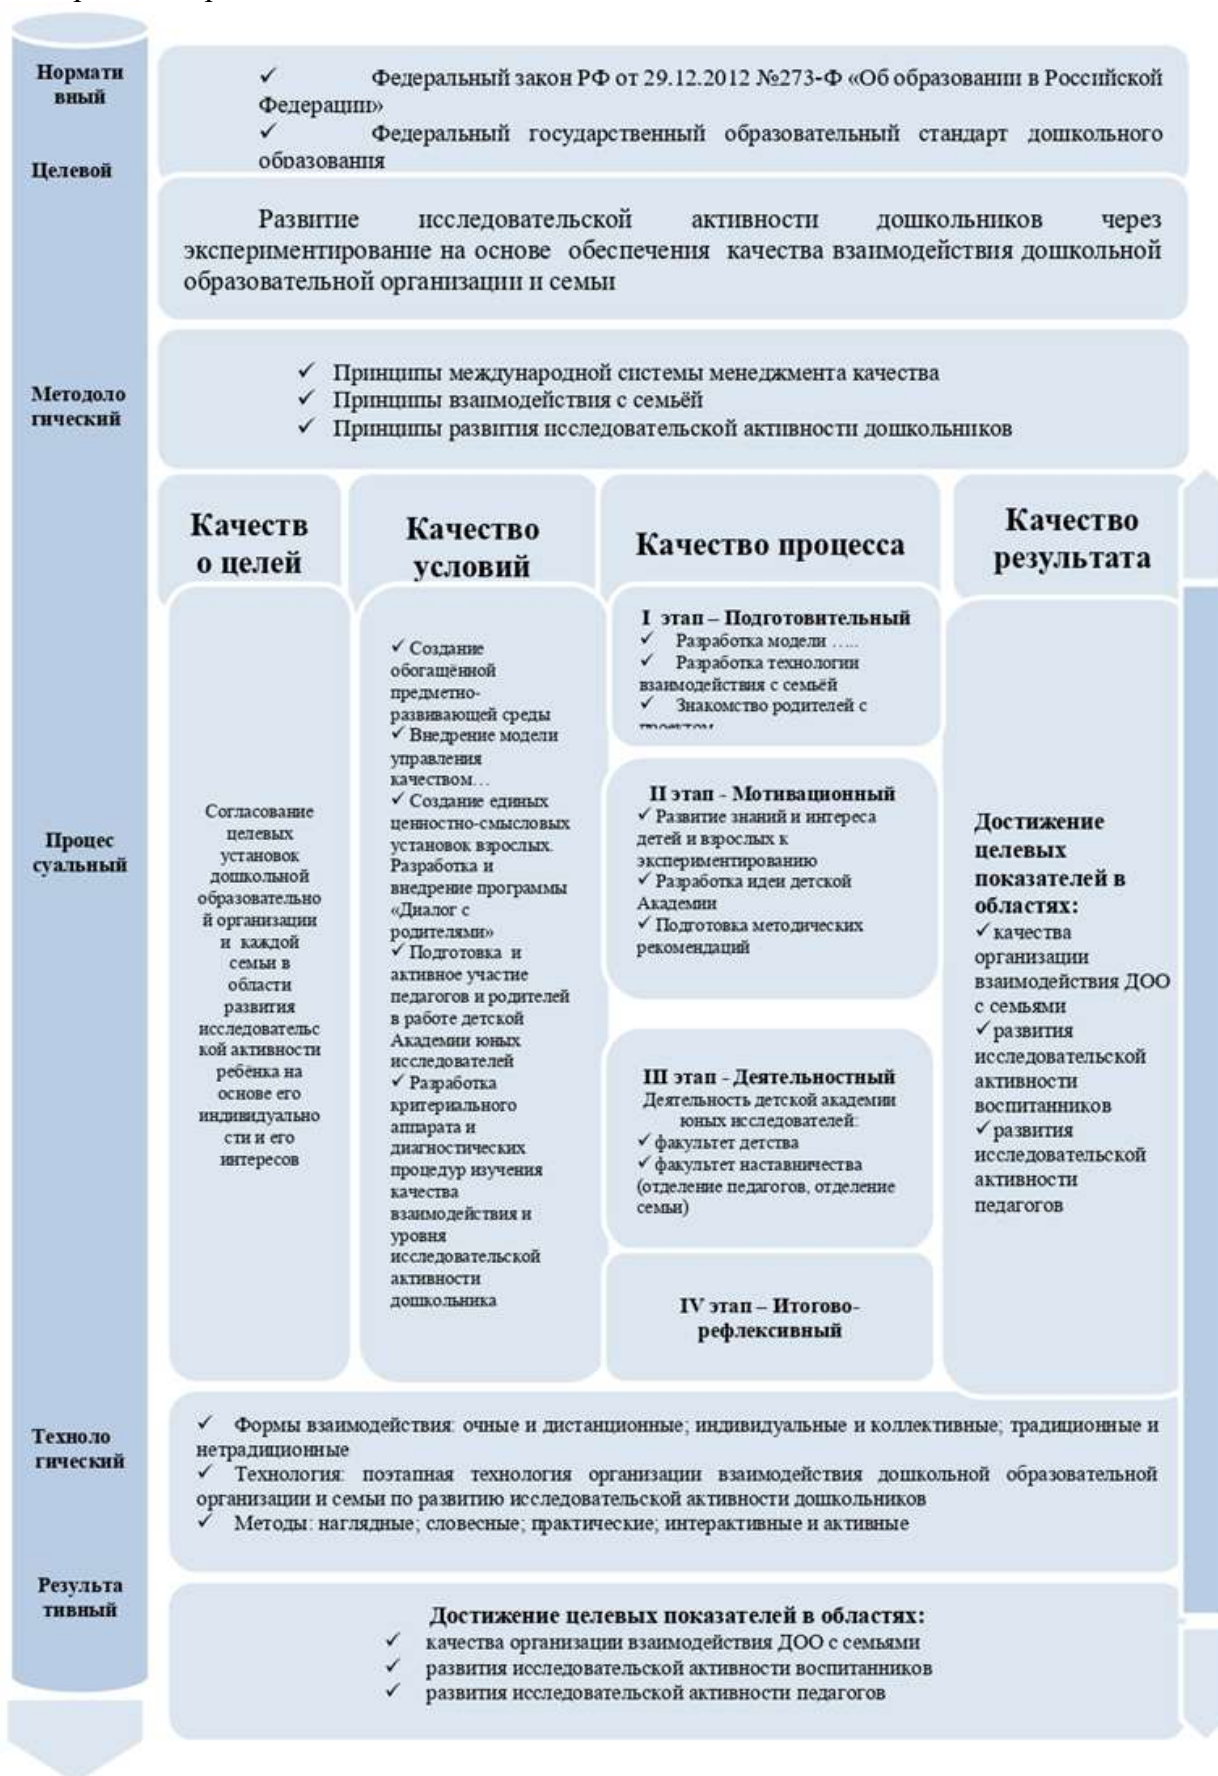 Нормати
вный
✓ Федеральный закон РФ от 29.12.2012 №273-Ф «Об образовании в Российской
Федерации»
✓ Федеральный государственный образовательный стандарт дошкольного
образования
Целевой
Развитие исследовательской активности дошкольников через
экспериментирование на основе обеспечения качества взаимодействия дошкольной
образовательной организации и семьи
Методоло
гический
✓ Принципы международной системы менеджмента качества
✓ Принципы взаимодействия с семьёй
✓ Принципы развития исследовательской активности дошкольников
Процес
суальный
Качеств
о целей
Согласование
целевых
установок
дошкольной
образовательно
й организации
и каждой
семьи в
области
развития
исследовательс
кой активности
ребёнка на
основе его
индивидуально
сти и его
интересов
Качество
условий
✓ Создание
обогащённой
предметно-
развивающей среды
✓ Внедрение модели
управления
качеством…
✓ Создание единых
ценностно-смысловых
установок взрослых.
Разработка и
внедрение программы
«Диалог с
родителями»
✓ Подготовка и
активное участие
педагогов и родителей
в работе детской
Академии юных
исследователей
✓ Разработка
критериального
аппарата и
диагностических
процедур изучения
качества
взаимодействия и
уровня
исследовательской
активности
дошкольника
Качество процесса
I этап – Подготовительный
✓ Разработка модели …..
✓ Разработка технологии
взаимодействия с семьёй
✓ Знакомство родителей с
проектом
II этап - Мотивационный
✓ Развитие знаний и интереса
детей и взрослых к
экспериментированию
✓ Разработка идеи детской
Академии
✓ Подготовка методических
рекомендаций
III этап - Деятельностный
Деятельность детской академии
юных исследователей:
✓ факультет детства
✓ факультет наставничества
(отделение педагогов, отделение
семьи)
IV этап – Итогово-
рефлексивный
Качество
результата
Достижение
целевых
показателей в
областях:
✓ качества
организации
взаимодействия ДОО
с семьями
✓ развития
исследовательской
активности
воспитанников
✓ развития
исследовательской
активности
педагогов
Техноло
гический
✓ Формы взаимодействия: очные и дистанционные; индивидуальные и коллективные; традиционные и
нетрадиционные
✓ Технология: поэтапная технология организации взаимодействия дошкольной образовательной
организации и семьи по развитию исследовательской активности дошкольников
✓ Методы: наглядные; словесные; практические; интерактивные и активные
Результа
тивный
Достижение целевых показателей в областях:
✓ качества организации взаимодействия ДОО с семьями
✓ развития исследовательской активности воспитанников
✓ развития исследовательской активности педагогов